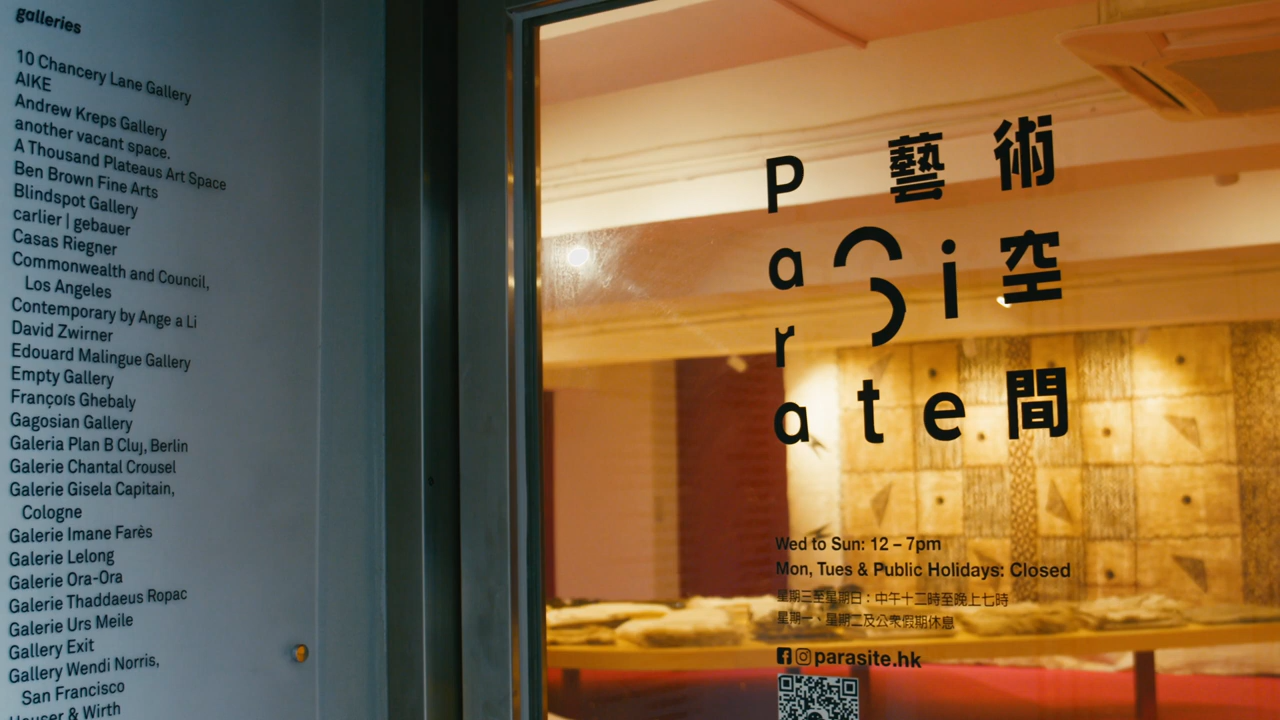 galleries
10 Chancery Lane Gallery
AIKE
Andrew Kreps Gallery
another vacant space.
A Thousand Plateaus Art Space
Ben Brown Fine Arts
Blindspot Gallery
carlier | gebauer
Casas Riegner
Commonwealth and Council,
Los Angeles
Contemporary by Angela Li
David Zwirner
Edouard Malingue Gallery
Empty Gallery
François Ghebaly
Gagosian Gallery
Galeria Plan B Cluj, Berlin
Galerie Chantal Crousel
Galerie Gisela Capitain,
Cologne
Galerie Imane Farès
Galerie Lelong
Galerie Ora-Ora
Galerie Thaddaeus Ropac
Galerie Urs Meile
Gallery Exit
Gallery Wendi Norris,
San Francisco
Hauser & Wirth
Para Site
藝術空間
Wed to Sun: 12 – 7pm
Mon, Tues & Public Holidays: Closed
星期三至星期日：中午十二時至晚上七時
星期一、星期二及公眾假期休息
parasite.hk